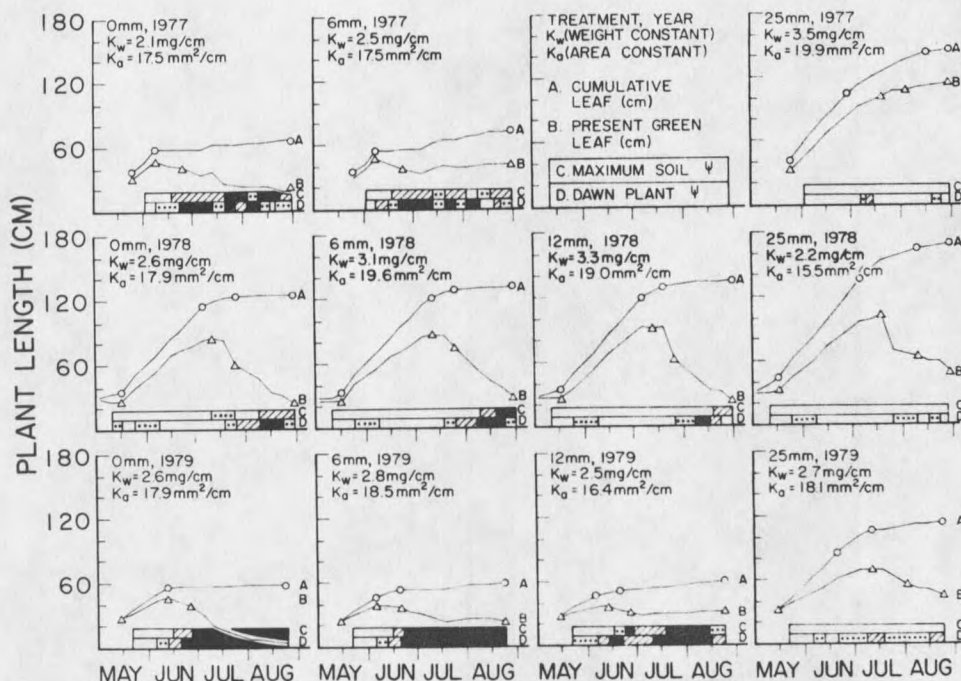 PLANT LENGTH (CM)
180
120
60
0
0mm, 1977
Kw=2.1mg/cm
Ka=17.5mm²/cm
A
B
C
D
6mm, 1977
Kw=2.5mg/cm
Ka=17.5mm²/cm
A
B
C
D
TREATMENT, YEAR
Kw(WEIGHT CONSTANT)
Ka(AREA CONSTANT)
A. CUMULATIVE
LEAF (cm)
B. PRESENT GREEN
LEAF (cm)
C. MAXIMUM SOIL Ψ
D. DAWN PLANT Ψ
25mm, 1977
Kw=3.5mg/cm
Ka=19.9mm²/cm
A
B
C
D
180
120
60
0
0mm, 1978
Kw=2.6mg/cm
Ka=17.9mm²/cm
A
B
C
D
6mm, 1978
Kw=3.1mg/cm
Ka=19.6mm²/cm
A
B
C
D
12mm, 1978
Kw=3.3mg/cm
Ka=19.0mm²/cm
A
B
C
D
25mm, 1978
Kw=2.2mg/cm
Ka=15.5mm²/cm
A
B
C
D
180
120
60
0
0mm, 1979
Kw=2.6mg/cm
Ka=17.9mm²/cm
A
B
C
D
6mm, 1979
Kw=2.8mg/cm
Ka=18.5mm²/cm
A
B
C
D
12mm, 1979
Kw=2.5mg/cm
Ka=16.4mm²/cm
A
B
C
D
25mm, 1979
Kw=2.7mg/cm
Ka=18.1mm²/cm
A
B
C
D
MAY JUN JUL AUG
MAY JUN JUL AUG
MAY JUN JUL AUG
MAY JUN JUL AUG